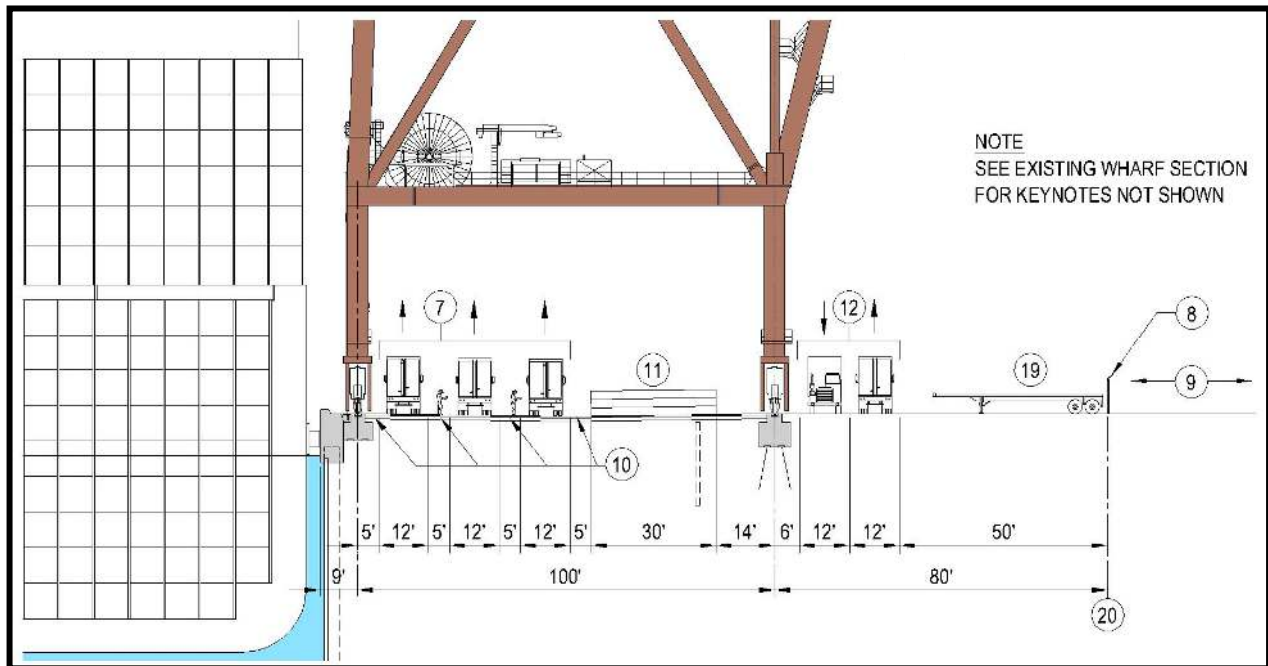 NOTE
SEE EXISTING WHARF SECTION
FOR KEYNOTES NOT SHOWN
7
12
8
11
19
9
10
5' 12' 5' 12' 5' 12' 5' 30' 14' 6' 12' 12' 50'
9' 100' 80'
20